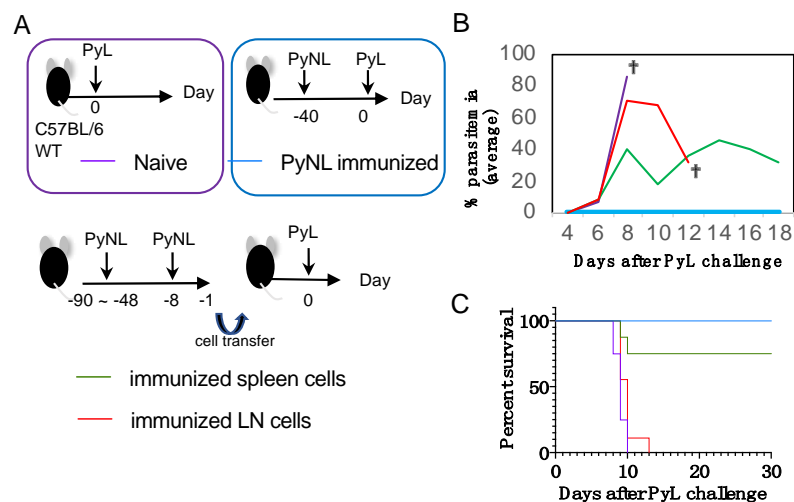 A
PyL
0
Day
C57BL/6
WT
Naive
PyNL
PyL
-40
0
Day
PyNL immunized
PyNL
PyNL
-90 ~ -48
-8
-1
cell transfer
PyL
0
Day
immunized spleen cells
immunized LN cells
B
% parasitemia
(average)
100
80
60
40
20
0
4 6 8 10 12 14 16 18
Days after PyL challenge
C
Percent survival
100
50
0
0 10 20 30
Days after PyL challenge